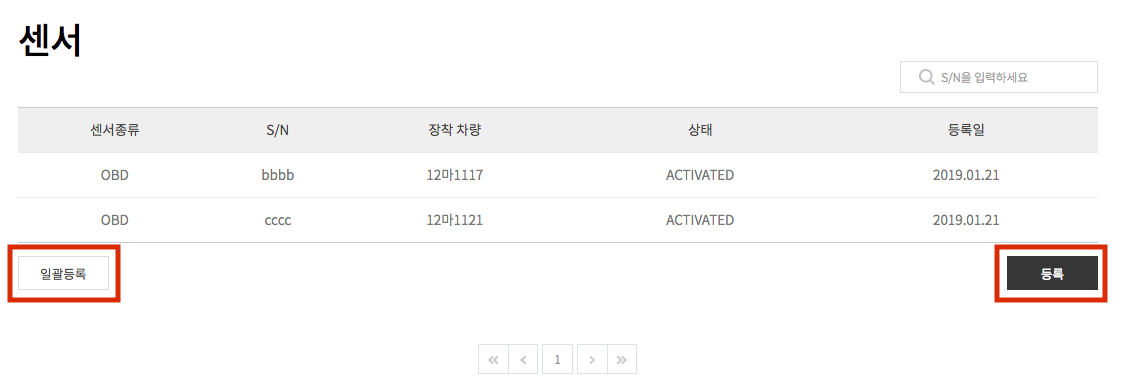 센서
S/N을 입력하세요
센서종류 S/N 장착 차량 상태 등록일
OBD bbbb 12마1117 ACTIVATED 2019.01.21
OBD cccc 12마1121 ACTIVATED 2019.01.21
일괄등록 등록
« < 1 > »